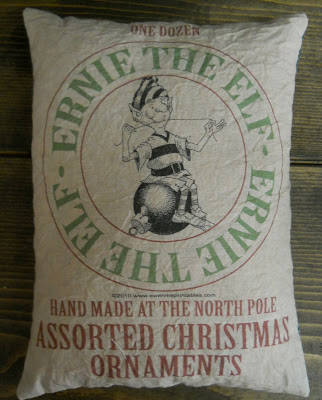 ONE DOZEN
ERNIE THE ELF - ERNIE THE ELF -
HAND MADE AT THE NORTH POLE
ASSORTED CHRISTMAS
ORNAMENTS